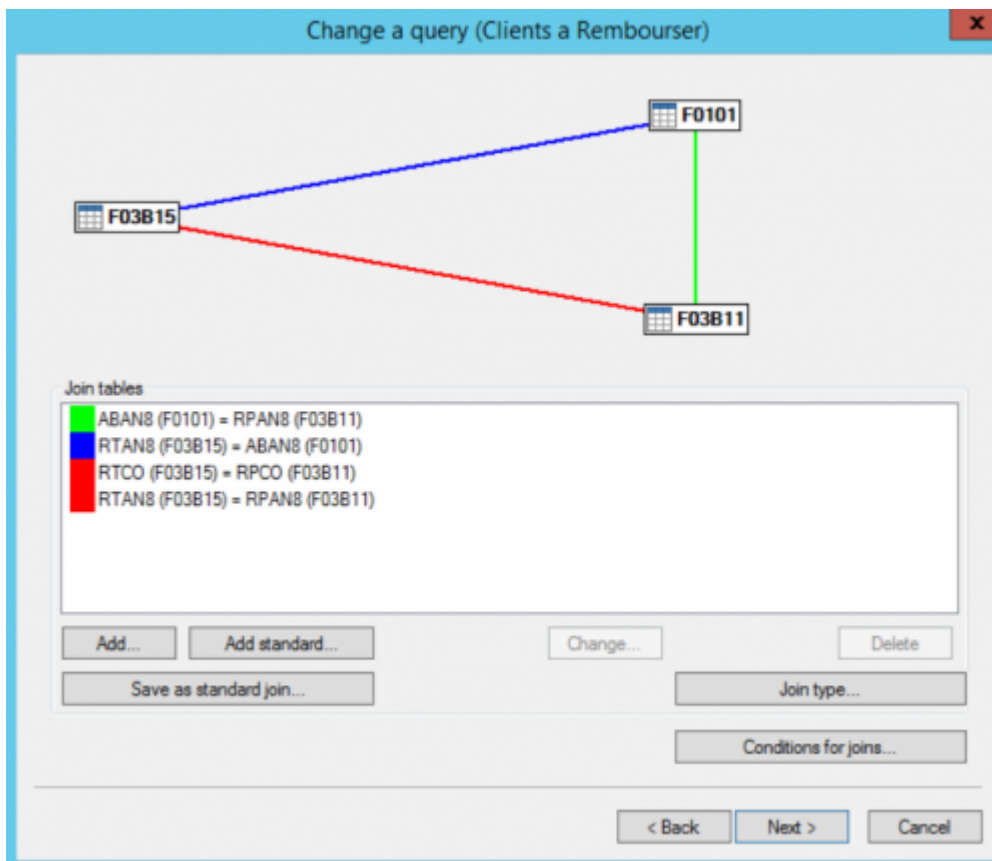 Change a query (Clients a Rembourser)
x
F0101
F03B15
F03B11
Join tables
ABAN8 (F0101) = RPAN8 (F03B11)
RTAN8 (F03B15) = ABAN8 (F0101)
RTCO (F03B15) = RPCO (F03B11)
RTAN8 (F03B15) = RPAN8 (F03B11)
Add... Add standard... Change... Delete
Save as standard join... Join type...
Conditions for joins...
< Back Next > Cancel